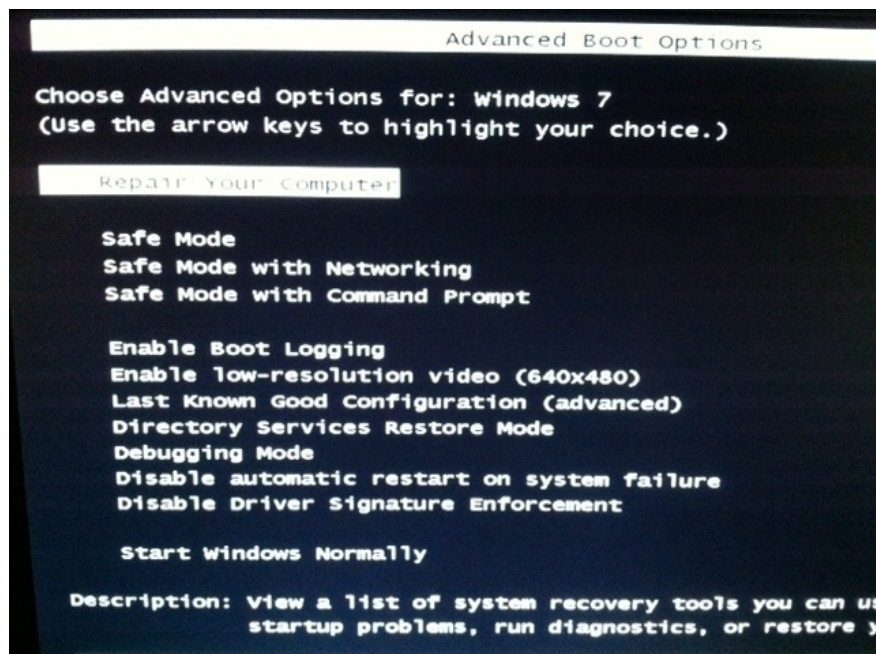 Advanced Boot Options
Choose Advanced Options for: Windows 7
(Use the arrow keys to highlight your choice.)
Repair Your Computer
Safe Mode
Safe Mode with Networking
Safe Mode with Command Prompt
Enable Boot Logging
Enable low-resolution video (640x480)
Last Known Good Configuration (advanced)
Directory Services Restore Mode
Debugging Mode
Disable automatic restart on system failure
Disable Driver Signature Enforcement
Start Windows Normally
Description: View a list of system recovery tools you can
startup problems, run diagnostics, or restore